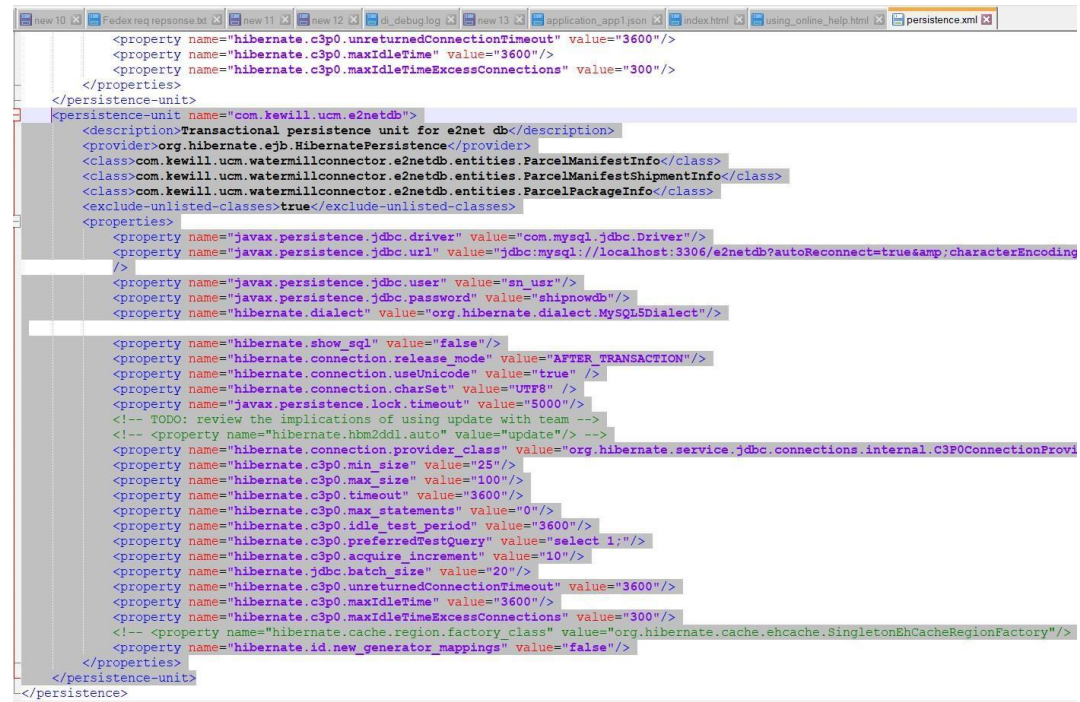 new 10 Fedex req repsonse.txt new 11 new 12 di_debug.log new 13 application_app1.json index.html using_online_help.html persistence.xml
<property name="hibernate.c3p0.unreturnedConnectionTimeout" value="3600"/>
<property name="hibernate.c3p0.maxIdleTime" value="3600"/>
<property name="hibernate.c3p0.maxIdleTimeExcessConnections" value="300"/>
</properties>
</persistence-unit>
<persistence-unit name="com.kewill.ucm.e2netdb">
<description>Transactional persistence unit for e2net db</description>
<provider>org.hibernate.ejb.HibernatePersistence</provider>
<class>com.kewill.ucm.watermillconnector.e2netdb.entities.ParcelManifestInfo</class>
<class>com.kewill.ucm.watermillconnector.e2netdb.entities.ParcelManifestShipmentInfo</class>
<class>com.kewill.ucm.watermillconnector.e2netdb.entities.ParcelPackageInfo</class>
<exclude-unlisted-classes>true</exclude-unlisted-classes>
<properties>
<property name="javax.persistence.jdbc.driver" value="com.mysql.jdbc.Driver"/>
<property name="javax.persistence.jdbc.url" value="jdbc:mysql://localhost:3306/e2netdb?autoReconnect=true&amp;characterEncoding
/>
<property name="javax.persistence.jdbc.user" value="sn_usr"/>
<property name="javax.persistence.jdbc.password" value="shipnowdb"/>
<property name="hibernate.dialect" value="org.hibernate.dialect.MySQL5Dialect"/>
<property name="hibernate.show_sql" value="false"/>
<property name="hibernate.connection.release_mode" value="AFTER_TRANSACTION"/>
<property name="hibernate.connection.useUnicode" value="true" />
<property name="hibernate.connection.charSet" value="UTF8" />
<property name="javax.persistence.lock.timeout" value="5000"/>
<!-- TODO: review the implications of using update with team -->
<!-- <property name="hibernate.hbm2ddl.auto" value="update"/> -->
<property name="hibernate.connection.provider_class" value="org.hibernate.service.jdbc.connections.internal.C3P0ConnectionProvi
<property name="hibernate.c3p0.min_size" value="25"/>
<property name="hibernate.c3p0.max_size" value="100"/>
<property name="hibernate.c3p0.timeout" value="3600"/>
<property name="hibernate.c3p0.max_statements" value="0"/>
<property name="hibernate.c3p0.idle_test_period" value="3600"/>
<property name="hibernate.c3p0.preferredTestQuery" value="select 1;"/>
<property name="hibernate.c3p0.acquire_increment" value="10"/>
<property name="hibernate.jdbc.batch_size" value="20"/>
<property name="hibernate.c3p0.unreturnedConnectionTimeout" value="3600"/>
<property name="hibernate.c3p0.maxIdleTime" value="3600"/>
<property name="hibernate.c3p0.maxIdleTimeExcessConnections" value="300"/>
<!-- <property name="hibernate.cache.region.factory_class" value="org.hibernate.cache.ehcache.SingletonEhCacheRegionFactory"/>
<property name="hibernate.id.new_generator_mappings" value="false"/>
</properties>
</persistence-unit>
</persistence>